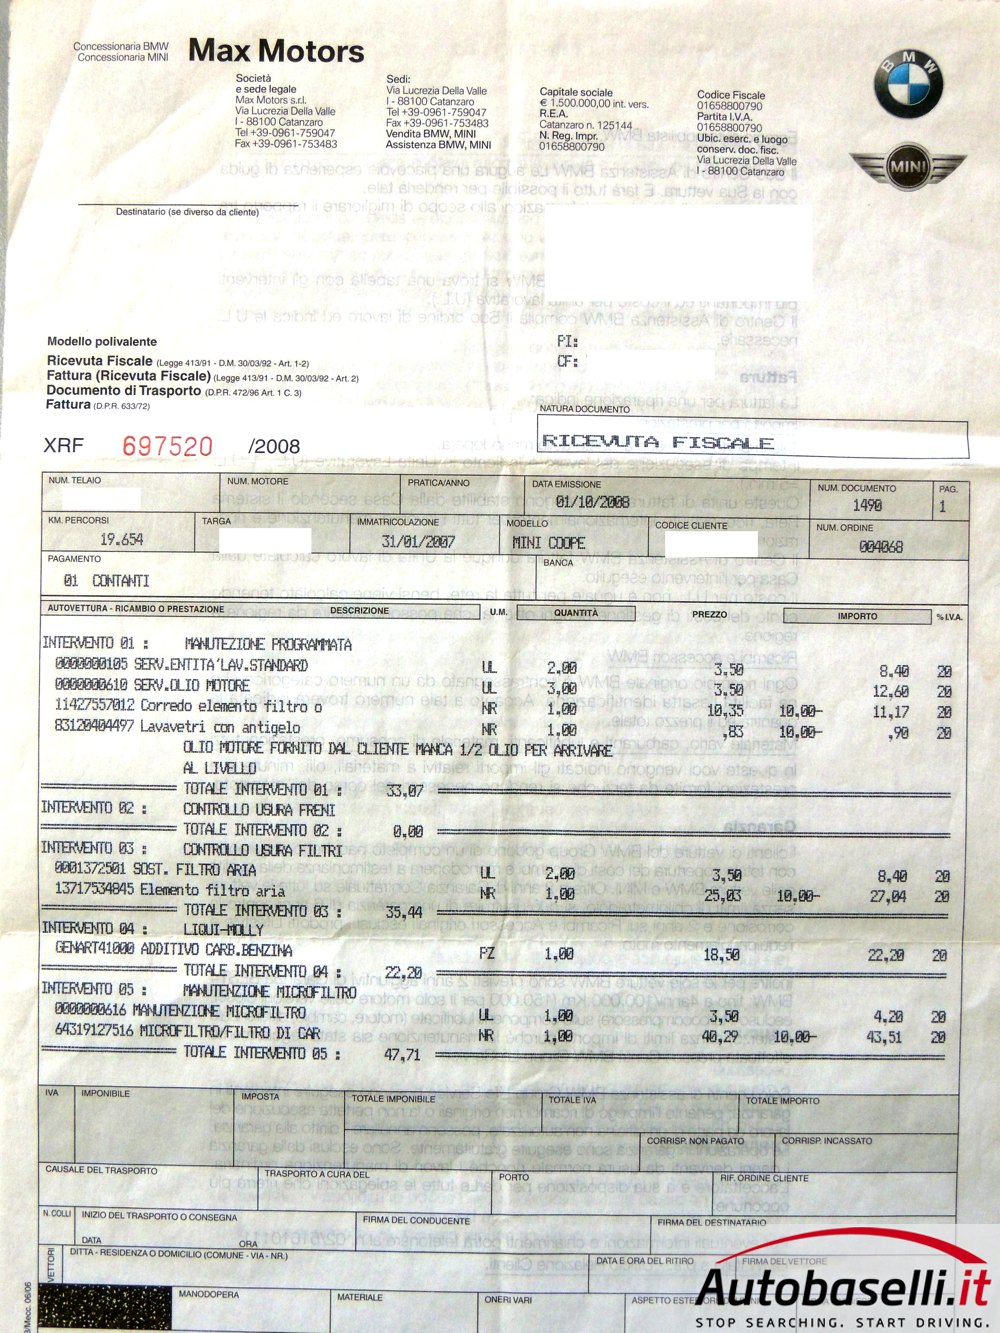 Concessionaria BMW
Concessionaria MINI
Max Motors
Società
e sede legale
Max Motors s.r.l.
Via Lucrezia Della Valle
I - 88100 Catanzaro
Tel +39-0961-759047
Fax +39-0961-753483
Sedi:
Via Lucrezia Della Valle
I - 88100 Catanzaro
Tel +39-0961-759047
Fax +39-0961-753483
Vendita BMW, MINI
Assistenza BMW, MINI
Capitale sociale
€ 1.500.000,00 int. vers.
R.E.A.
Catanzaro n. 125144
N. Reg. Impr.
01658800790
Codice Fiscale
01658800790
Partita I.V.A.
01658800790
Ubic. eserc. e luogo
conserv. doc. fisc.
Via Lucrezia Della Valle
I - 88100 Catanzaro
BMW
MINI
Destinatario (se diverso da cliente)
PI:
CF:
Modello polivalente
Ricevuta Fiscale (Legge 413/91 - D.M. 30/03/92 - Art. 1-2)
Fattura (Ricevuta Fiscale) (Legge 413/91 - D.M. 30/03/92 - Art. 2)
Documento di Trasporto (D.P.R. 472/96 Art. 1 C. 3)
Fattura (D.P.R. 633/72)
NATURA DOCUMENTO
RICEVUTA FISCALE
XRF 697520 /2008
NUM. TELAIO NUM. MOTORE PRATICA/ANNO DATA EMISSIONE NUM. DOCUMENTO PAG.
01/10/2008 1490 1
KM. PERCORSI TARGA IMMATRICOLAZIONE MODELLO CODICE CLIENTE NUM. ORDINE
19.654 31/01/2007 MINI COOPE 004068
PAGAMENTO BANCA
01 CONTANTI
AUTOVETTURA - RICAMBIO O PRESTAZIONE DESCRIZIONE U.M. QUANTITÀ PREZZO IMPORTO % I.V.A.
INTERVENTO 01 : MANUTEZIONE PROGRAMMATA
0000000105 SERV.ENTITA'LAV.STANDARD UL 2,00 3,50 8,40 20
0000000610 SERV.OLIO MOTORE UL 3,00 3,50 12,60 20
11427557012 Corredo elemento filtro o NR 1,00 10,35 10,00- 11,17 20
83120404497 Lavavetri con antigelo NR 1,00 ,83 10,00- ,90 20
OLIO MOTORE FORNITO DAL CLIENTE MANCA 1/2 OLIO PER ARRIVARE
AL LIVELLO
TOTALE INTERVENTO 01 : 33,07
INTERVENTO 02 : CONTROLLO USURA FRENI
TOTALE INTERVENTO 02 : 0,00
INTERVENTO 03 : CONTROLLO USURA FILTRI
0001372501 SOST. FILTRO ARIA UL 2,00 3,50 8,40 20
13717534845 Elemento filtro aria NR 1,00 25,03 10,00- 27,04 20
TOTALE INTERVENTO 03 : 35,44
INTERVENTO 04 : LIQUI-MOLLY
GENART41000 ADDITIVO CARB.BENZINA PZ 1,00 18,50 22,20 20
TOTALE INTERVENTO 04 : 22,20
INTERVENTO 05 : MANUTENZIONE MICROFILTRO
0000000616 MANUTENZIONE MICROFILTRO UL 1,00 3,50 4,20 20
64319127516 MICROFILTRO/FILTRO DI CAR NR 1,00 40,29 10,00- 43,51 20
TOTALE INTERVENTO 05 : 47,71
IVA IMPONIBILE IMPOSTA TOTALE IMPONIBILE TOTALE IVA TOTALE IMPORTO
CORRISP. NON PAGATO CORRISP. INCASSATO
CAUSALE DEL TRASPORTO TRASPORTO A CURA DEL PORTO RIF. ORDINE CLIENTE
N. COLLI INIZIO DEL TRASPORTO O CONSEGNA FIRMA DEL CONDUCENTE FIRMA DEL DESTINATARIO
DATA ORA
VETTORI DITTA - RESIDENZA O DOMICILIO (COMUNE - VIA - NR.) DATA E ORA DEL RITIRO FIRMA DEL VETTORE
MANODOPERA MATERIALE ONERI VARI
Autobaselli.it
STOP SEARCHING. START DRIVING.